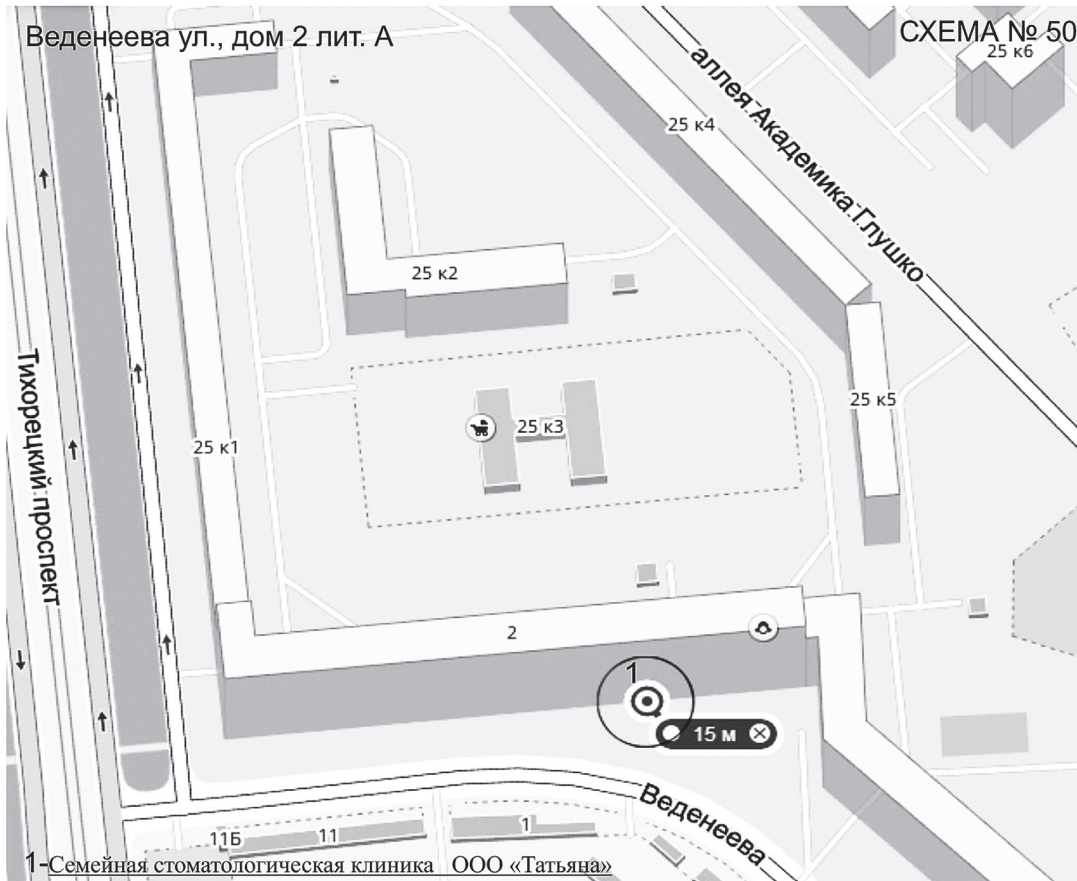 Веденеева ул., дом 2 лит. А
СХЕМА № 50
25 к6
аллея Академика Глушко
25 к4
25 к2
Тихорецкий проспект
25 к1
25 к3
25 к5
2
1
15 м
Веденеева
11Б
11
1
1-Семейная стоматологическая клиника ООО «Татьяна»